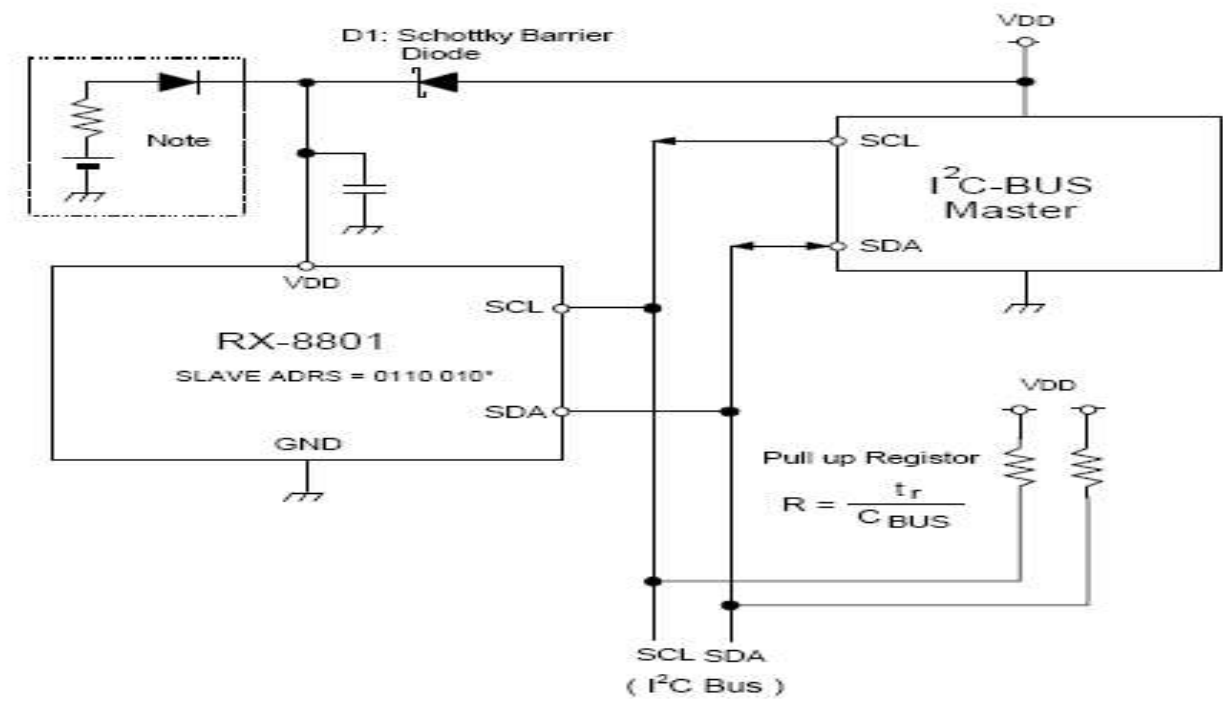 D1: Schottky Barrier
Diode
VDD
Note
SCL
I²C-BUS
Master
SDA
VDD
SCL
RX-8801
SLAVE ADRS = 0110 010*
SDA
GND
VDD
Pull up Registor
R = tr / C BUS
SCL SDA
( I²C Bus )